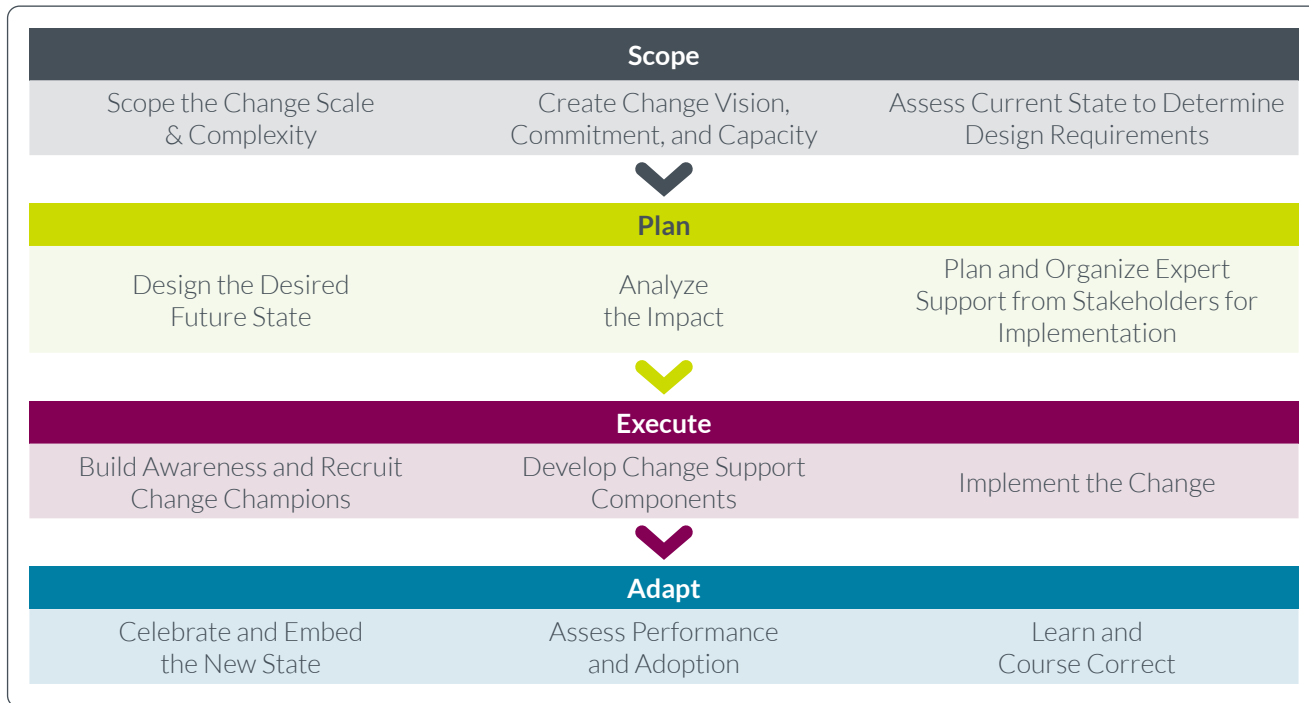 Scope
Scope the Change Scale
& Complexity
Create Change Vision,
Commitment, and Capacity
Assess Current State to Determine
Design Requirements
Plan
Design the Desired
Future State
Analyze
the Impact
Plan and Organize Expert
Support from Stakeholders for
Implementation
Execute
Build Awareness and Recruit
Change Champions
Develop Change Support
Components
Implement the Change
Adapt
Celebrate and Embed
the New State
Assess Performance
and Adoption
Learn and
Course Correct